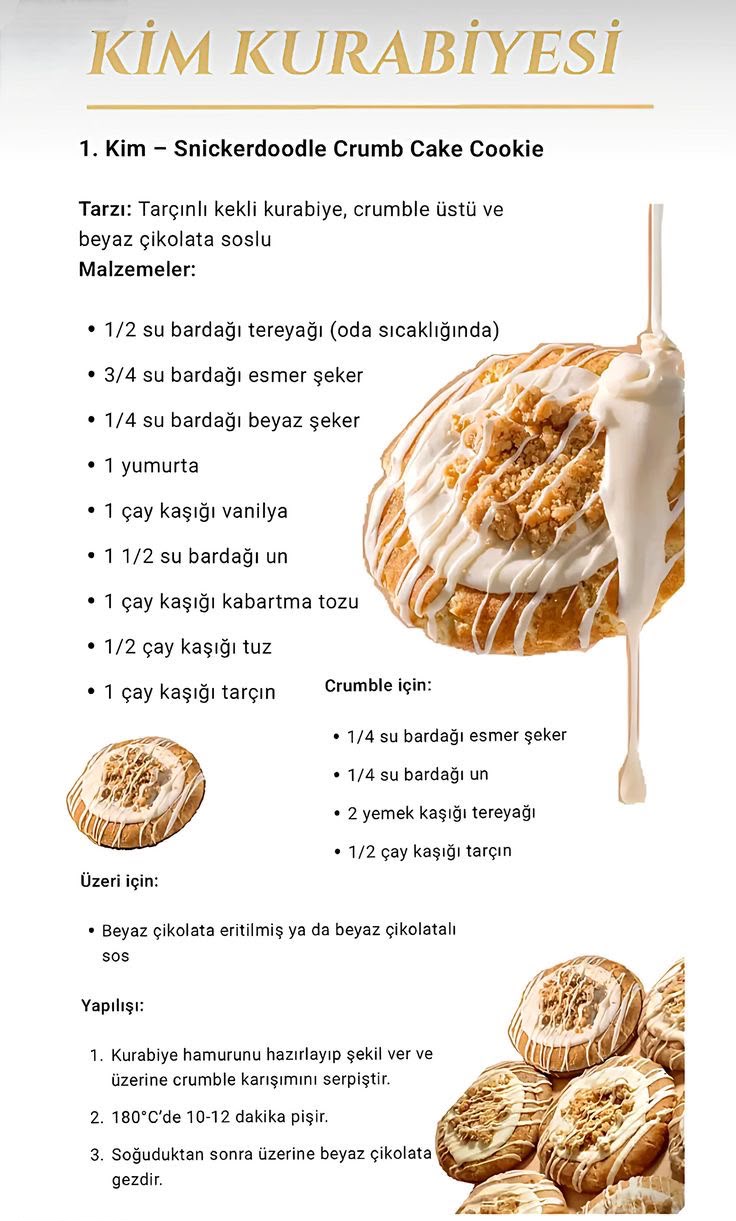 KİM KURABİYESİ
1. Kim – Snickerdoodle Crumb Cake Cookie
Tarzı: Tarçınlı kekli kurabiye, crumble üstü ve
beyaz çikolata soslu
Malzemeler:
• 1/2 su bardağı tereyağı (oda sıcaklığında)
• 3/4 su bardağı esmer şeker
• 1/4 su bardağı beyaz şeker
• 1 yumurta
• 1 çay kaşığı vanilya
• 1 1/2 su bardağı un
• 1 çay kaşığı kabartma tozu
• 1/2 çay kaşığı tuz
• 1 çay kaşığı tarçın
Crumble için:
• 1/4 su bardağı esmer şeker
• 1/4 su bardağı un
• 2 yemek kaşığı tereyağı
• 1/2 çay kaşığı tarçın
Üzeri için:
• Beyaz çikolata eritilmiş ya da beyaz çikolatalı
sos
Yapılışı:
1. Kurabiye hamurunu hazırlayıp şekil ver ve
üzerine crumble karışımını serpiştir.
2. 180°C’de 10-12 dakika pişir.
3. Soğuduktan sonra üzerine beyaz çikolata
gezdir.